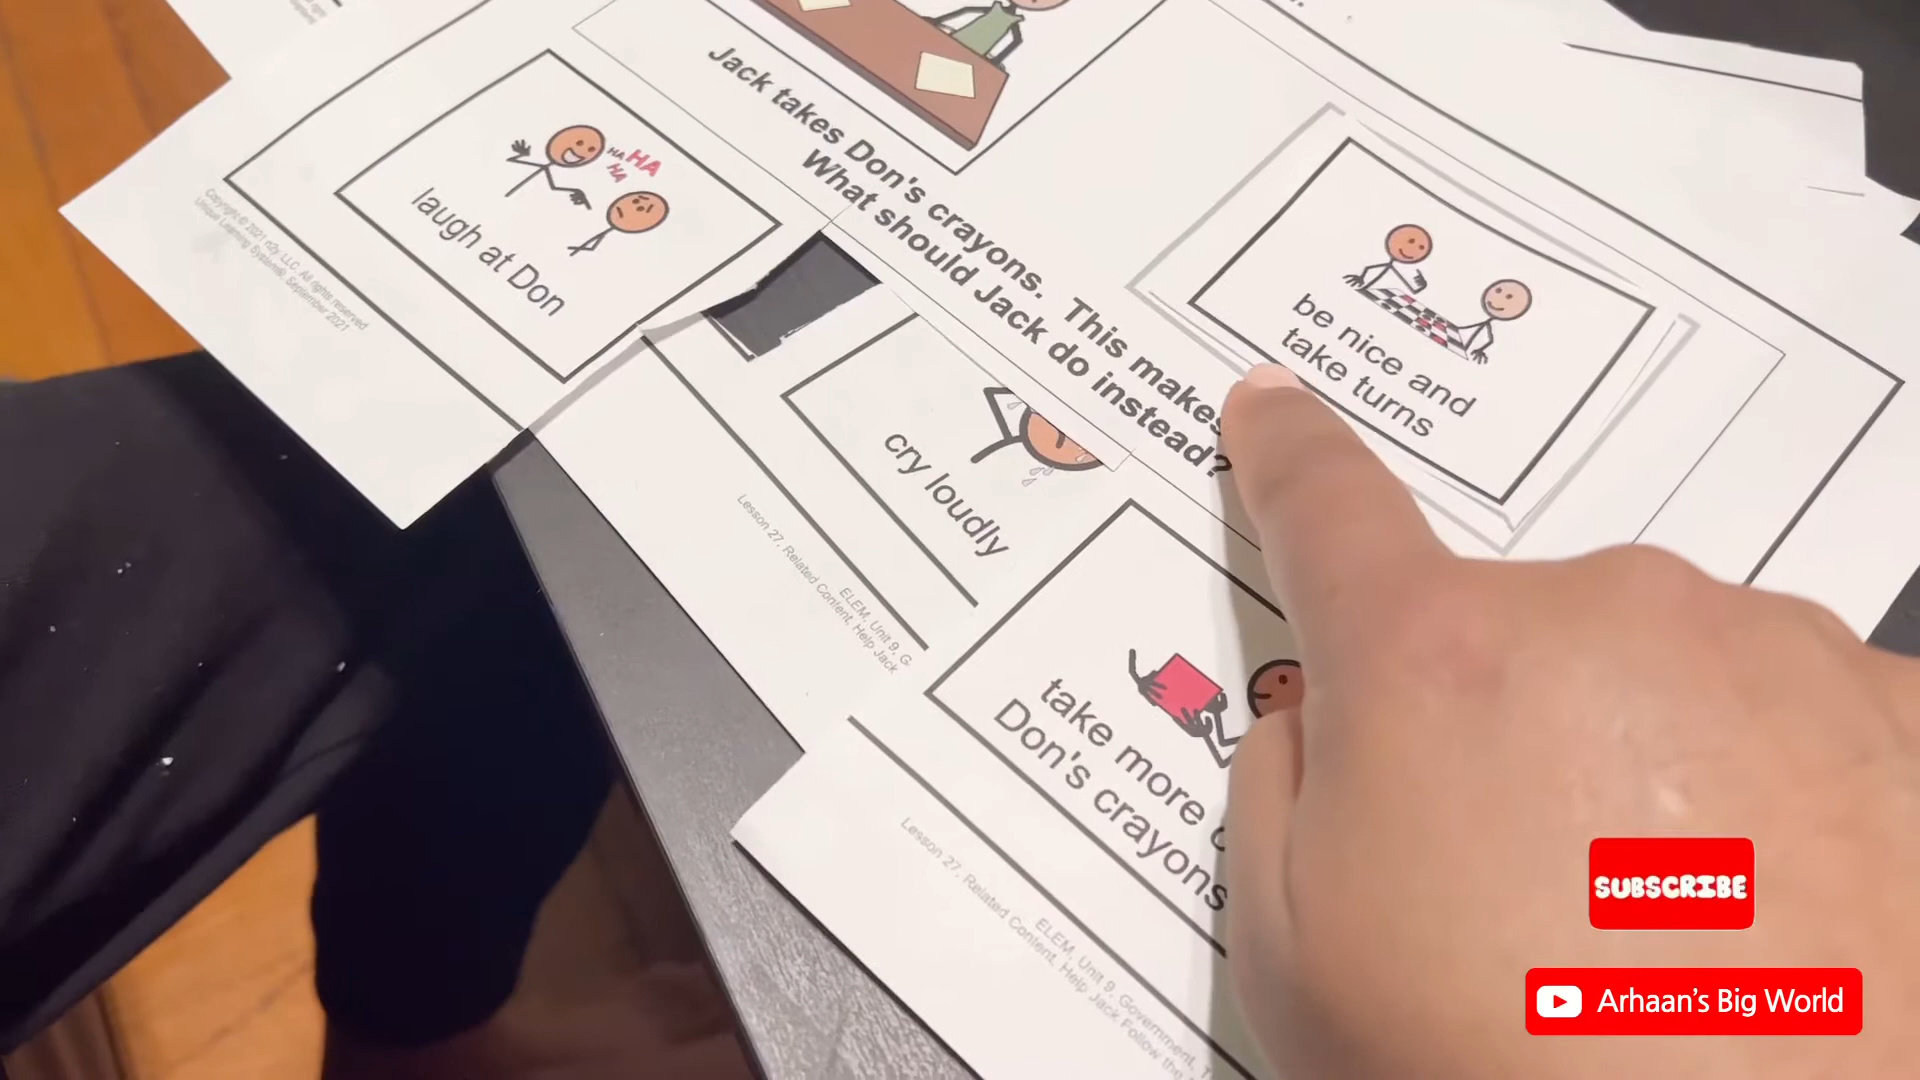 Jack takes Don's crayons. This makes
What should Jack do instead?
HA HA
HA
laugh at Don
Copyright © 2021 n2y LLC. All rights reserved
Unique Learning System®, September 2021
be nice and
take turns
cry loudly
ELEM, Unit 9, G
Lesson 27, Related Content, Help Jack
take more
Don's crayons
ELEM, Unit 9, Government,
Lesson 27, Related Content, Help Jack Follow the
SUBSCRIBE
Arhaan's Big World